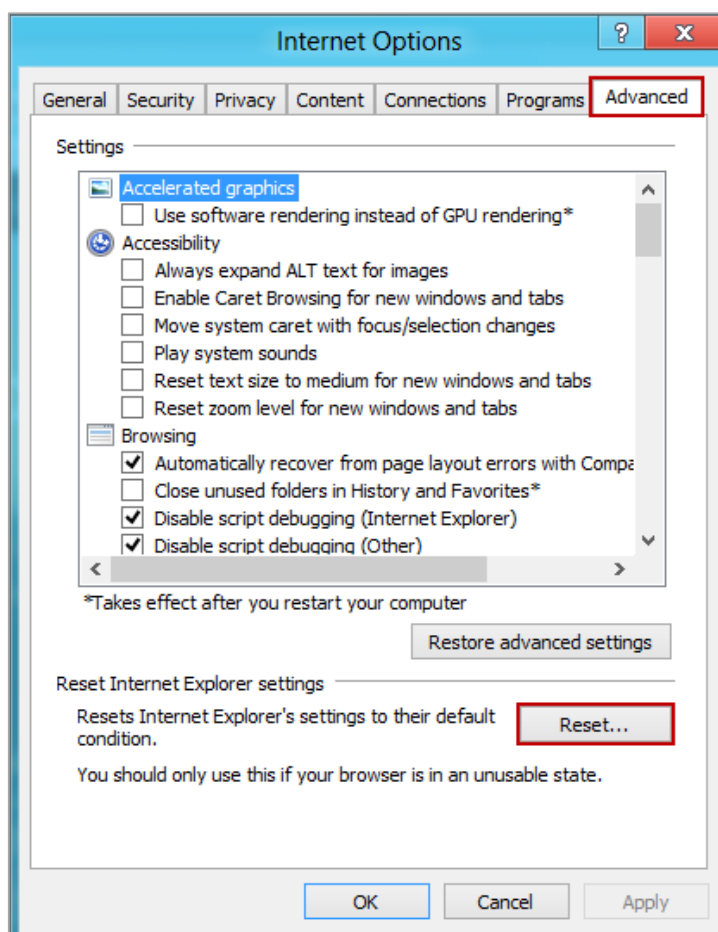 Internet Options
?
x
General Security Privacy Content Connections Programs Advanced
Settings
Accelerated graphics
Use software rendering instead of GPU rendering*
Accessibility
Always expand ALT text for images
Enable Caret Browsing for new windows and tabs
Move system caret with focus/selection changes
Play system sounds
Reset text size to medium for new windows and tabs
Reset zoom level for new windows and tabs
Browsing
Automatically recover from page layout errors with Compa
Close unused folders in History and Favorites*
Disable script debugging (Internet Explorer)
Disable script debugging (Other)
*Takes effect after you restart your computer
Restore advanced settings
Reset Internet Explorer settings
Resets Internet Explorer's settings to their default
condition.
Reset...
You should only use this if your browser is in an unusable state.
OK Cancel Apply